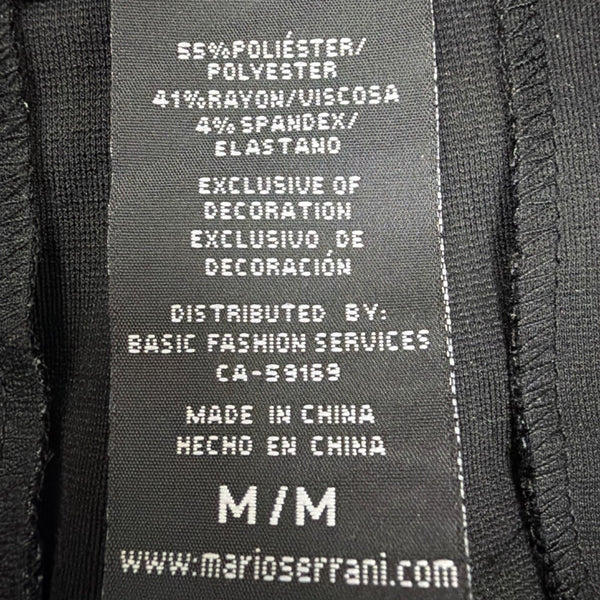 55%POLIÉSTER/
POLYESTER
41%RAYON/VISCOSA
4%SPANDEX/
ELASTANO
EXCLUSIVE OF
DECORATION
EXCLUSIVO DE
DECORACIÓN
DISTRIBUTED BY:
BASIC FASHION SERVICES
CA-59169
MADE IN CHINA
HECHO EN CHINA
M/M
www.marioserrani.com